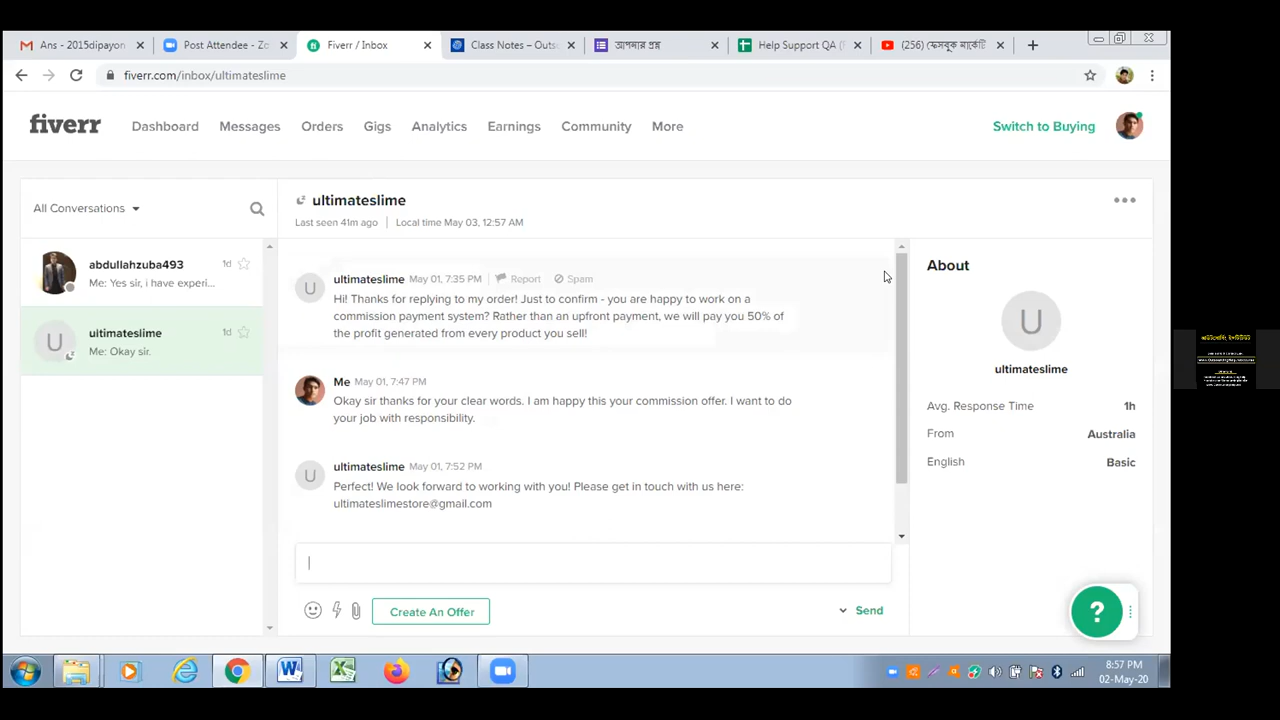 Ans - 2015dipayon
Post Attendee - Zo
Fiverr / Inbox
Class Notes – Outs
আপনার প্রশ্ন
Help Support QA (
(256) ফেসবুক মার্কেটি
fiverr.com/inbox/ultimateslime
fiverr
Dashboard
Messages
Orders
Gigs
Analytics
Earnings
Community
More
Switch to Buying
All Conversations
ultimateslime
Last seen 41m ago
Local time May 03, 12:57 AM
abdullahzuba493
1d
Me: Yes sir, i have experi...
ultimateslime
1d
Me: Okay sir.
U
ultimateslime May 01, 7:35 PM Report Spam
Hi! Thanks for replying to my order! Just to confirm - you are happy to work on a
commission payment system? Rather than an upfront payment, we will pay you 50% of
the profit generated from every product you sell!
Me May 01, 7:47 PM
Okay sir thanks for your clear words. I am happy this your commission offer. I want to do
your job with responsibility.
U
ultimateslime May 01, 7:52 PM
Perfect! We look forward to working with you! Please get in touch with us here:
ultimateslimestore@gmail.com
Create An Offer
Send
About
U
ultimateslime
Avg. Response Time 1h
From Australia
English Basic
?
8:57 PM
02-May-20